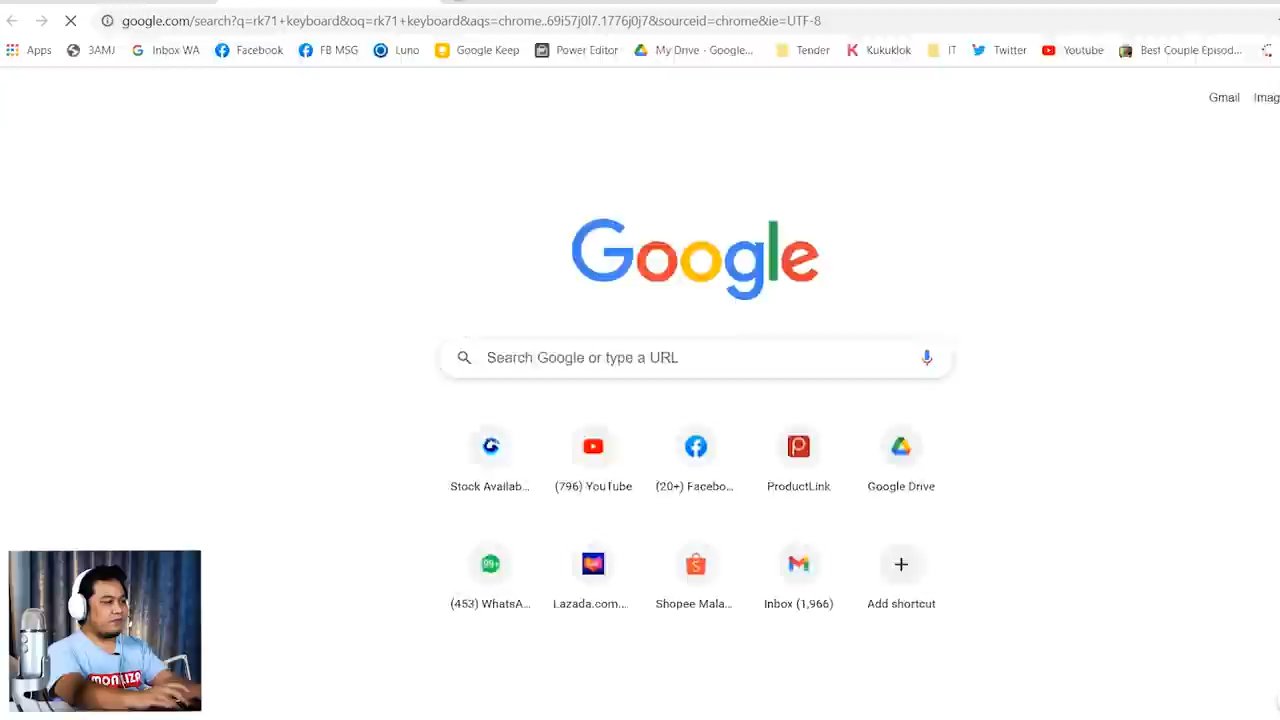 google.com/search?q=rk71+keyboard&oq=rk71+keyboard&aqs=chrome..69i57j0l7.1776j0j7&sourceid=chrome&ie=UTF-8
Apps 3AMJ Inbox WA Facebook FB MSG Luno Google Keep Power Editor My Drive - Google... Tender Kukuklok IT Twitter Youtube Best Couple Episod...
Gmail Imag
Google
Search Google or type a URL
Stock Availab... (796) YouTube (20+) Facebo... ProductLink Google Drive
99+
(453) WhatsA... Lazada.com.... Shopee Mala... Inbox (1,966) Add shortcut